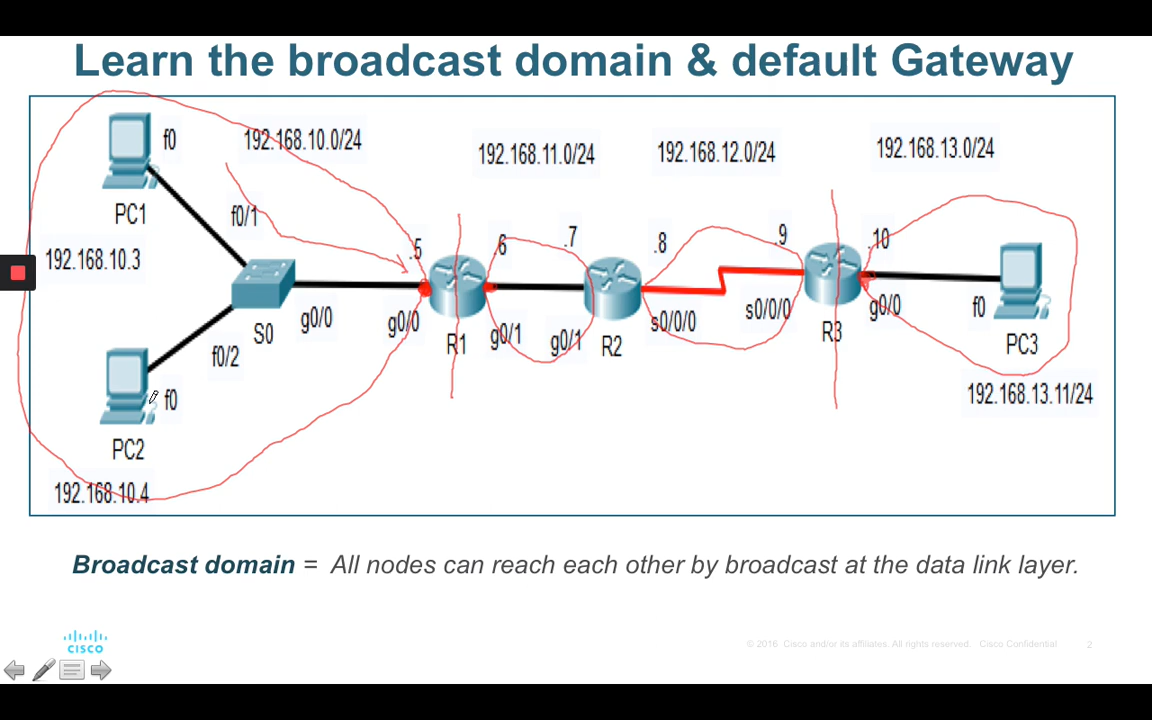 Learn the broadcast domain & default Gateway
f0
192.168.10.0/24
192.168.11.0/24
192.168.12.0/24
192.168.13.0/24
PC1
f0/1
192.168.10.3
.5
.6
.7
.8
.9
.10
S0
g0/0
g0/0
R1
g0/1
g0/1
R2
s0/0/0
s0/0/0
R3
g0/0
f0
PC3
f0/2
f0
192.168.13.11/24
PC2
192.168.10.4
Broadcast domain = All nodes can reach each other by broadcast at the data link layer.
CISCO
© 2016 Cisco and/or its affiliates. All rights reserved. Cisco Confidential 2